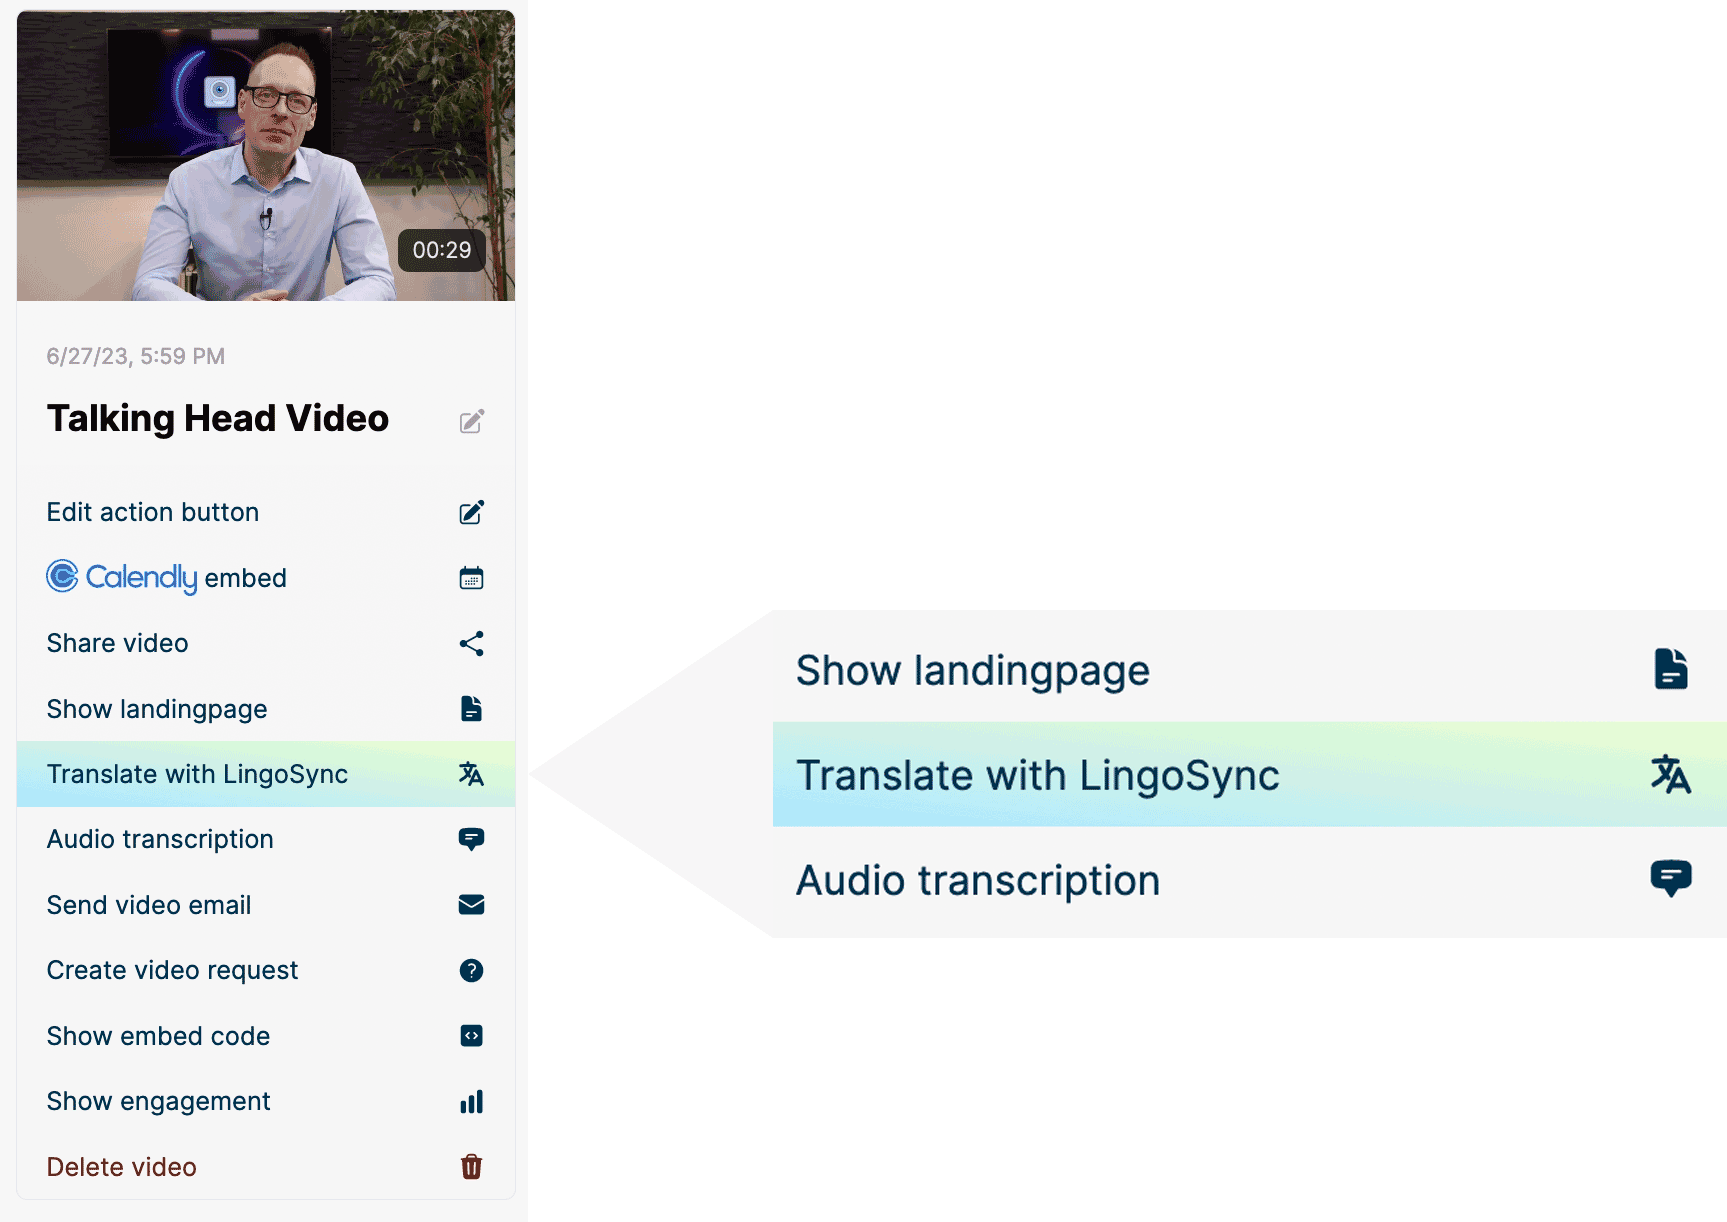 00:29
6/27/23, 5:59 PM
Talking Head Video
Edit action button
Calendly embed
Share video
Show landingpage
Translate with LingoSync
Audio transcription
Send video email
Create video request
Show embed code
Show engagement
Delete video
Show landingpage
Translate with LingoSync
Audio transcription